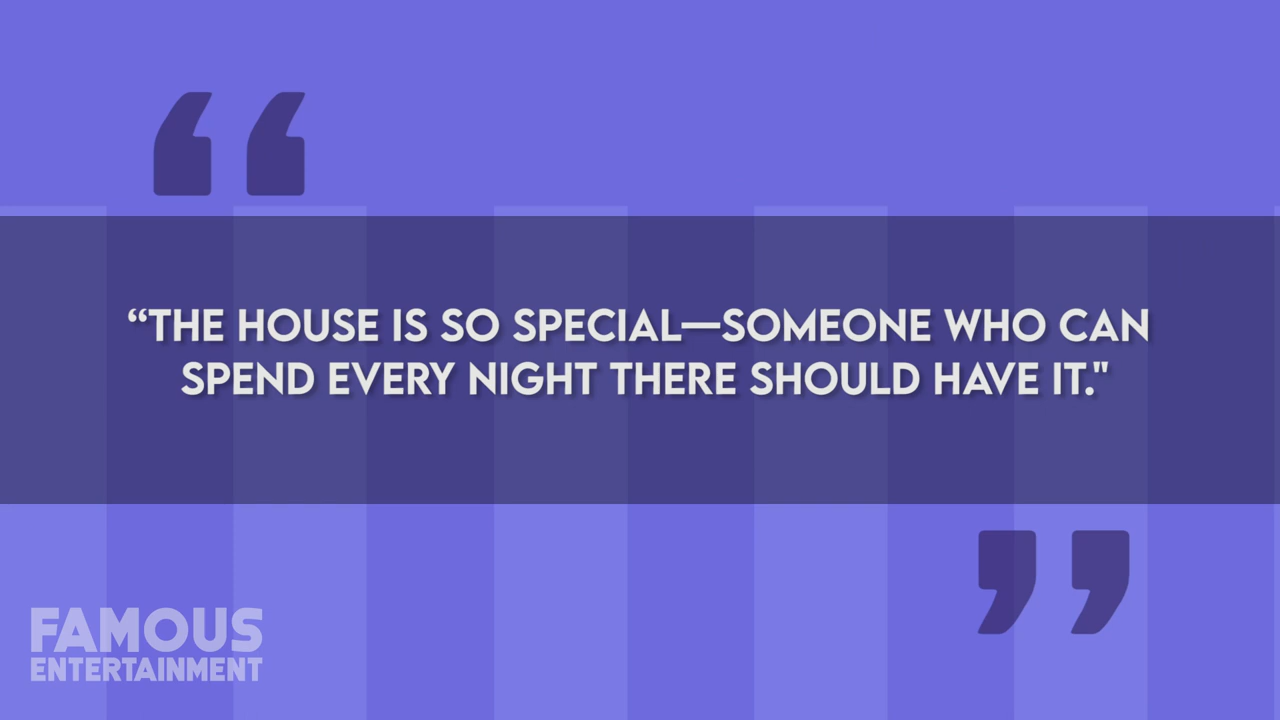 “THE HOUSE IS SO SPECIAL—SOMEONE WHO CAN
SPEND EVERY NIGHT THERE SHOULD HAVE IT."
FAMOUS
ENTERTAINMENT